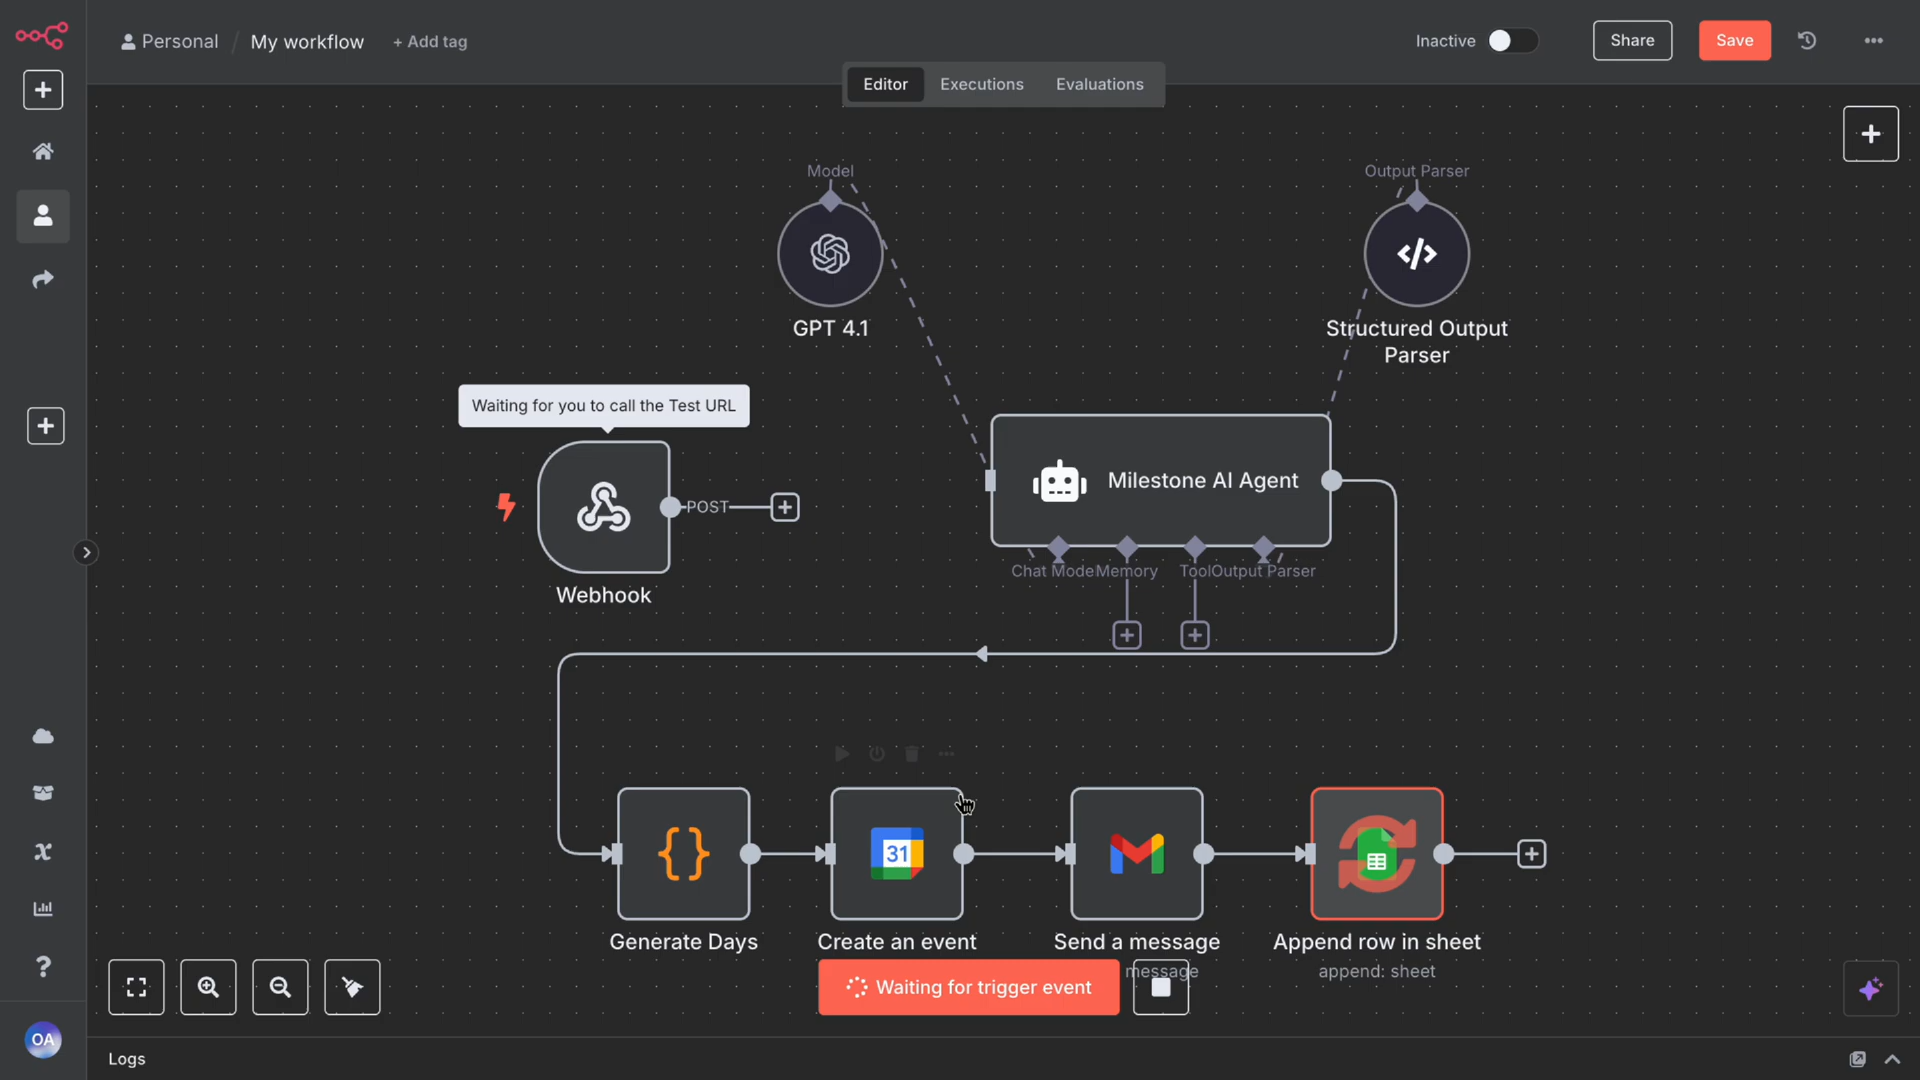 Personal / My workflow + Add tag
Inactive
Share
Save
Editor
Executions
Evaluations
Model
Output Parser
GPT 4.1
Structured Output
Parser
Waiting for you to call the Test URL
Milestone AI Agent
POST
Chat Mode
Memory
Tool
Output Parser
Webhook
31
Generate Days
Create an event
Send a message
Append row in sheet
message
append: sheet
Waiting for trigger event
OA
Logs